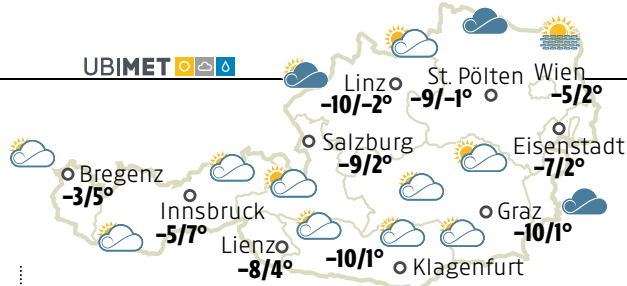 UBIMET
Linz
–10/–2°
St. Pölten
–9/–1°
Wien
–5/2°
Salzburg
–9/2°
Eisenstadt
–7/2°
Bregenz
–3/5°
Innsbruck
–5/7°
Graz
–10/1°
Lienz
–8/4°
–10/1°
Klagenfurt